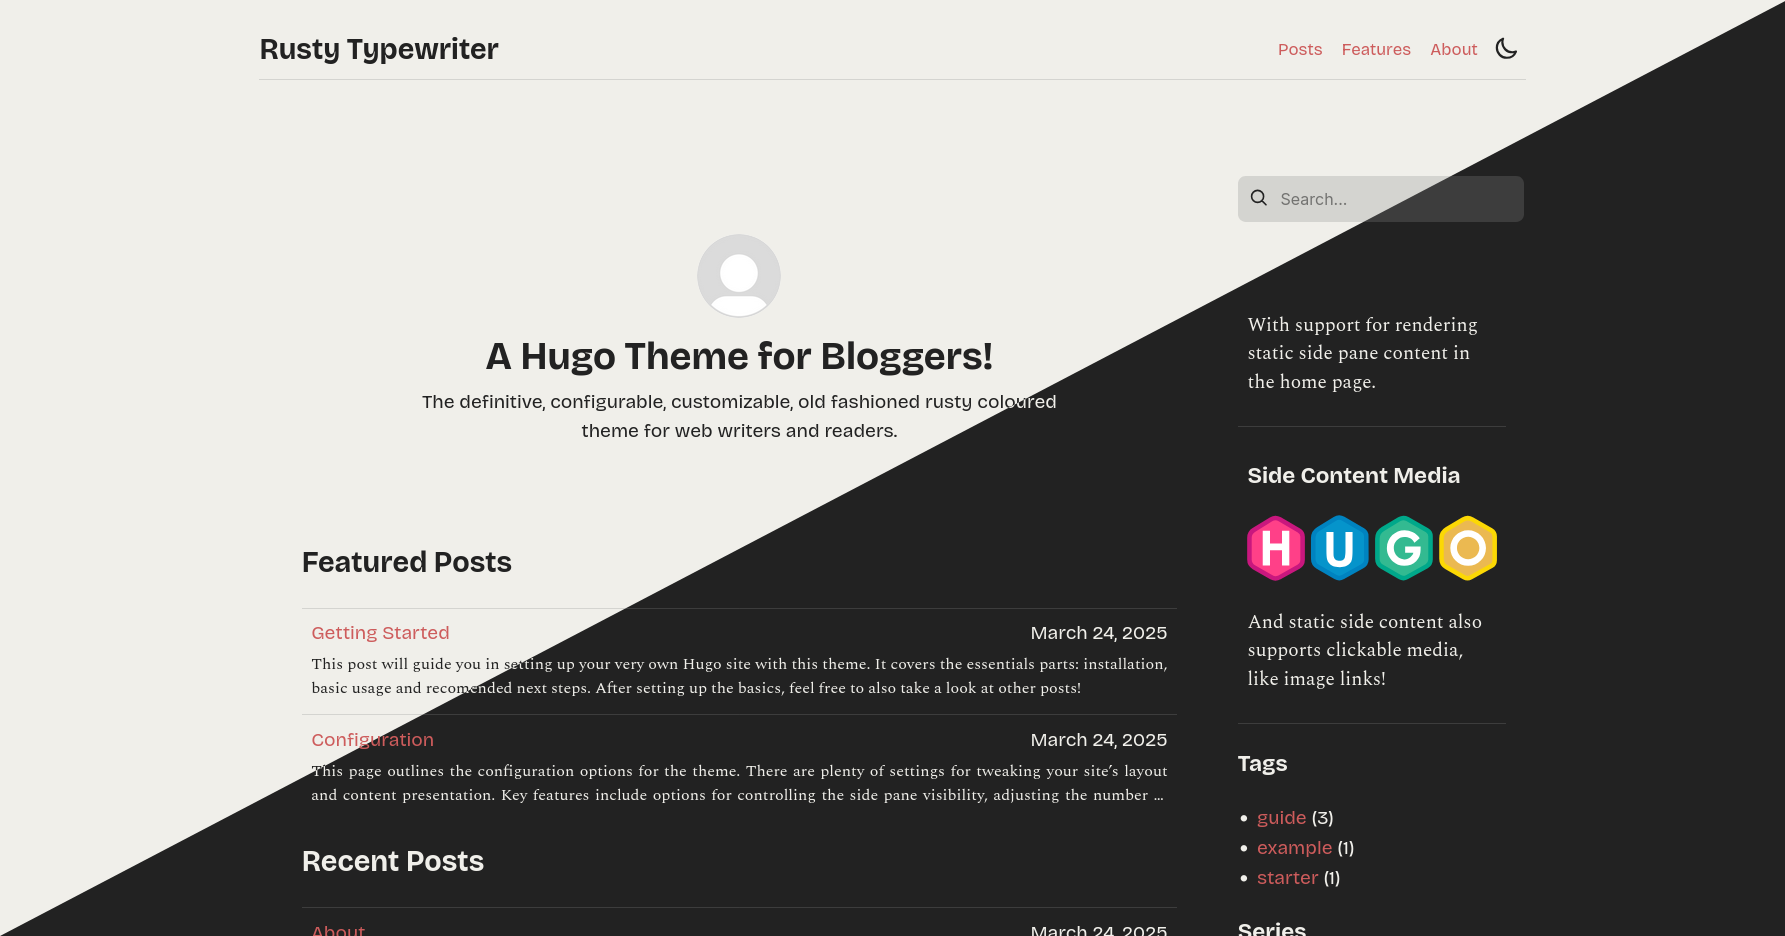 Rusty Typewriter
Posts Features About
Search...
A Hugo Theme for Bloggers!
The definitive, configurable, customizable, old fashioned rusty coloured
theme for web writers and readers.
Featured Posts
Getting Started March 24, 2025
This post will guide you in setting up your very own Hugo site with this theme. It covers the essentials parts: installation,
basic usage and recomended next steps. After setting up the basics, feel free to also take a look at other posts!
Configuration March 24, 2025
This page outlines the configuration options for the theme. There are plenty of settings for tweaking your site’s layout
and content presentation. Key features include options for controlling the side pane visibility, adjusting the number ...
Recent Posts
About March 24, 2025
With support for rendering
static side pane content in
the home page.
Side Content Media
HUGO
And static side content also
supports clickable media,
like image links!
Tags
guide (3)
example (1)
starter (1)
Series